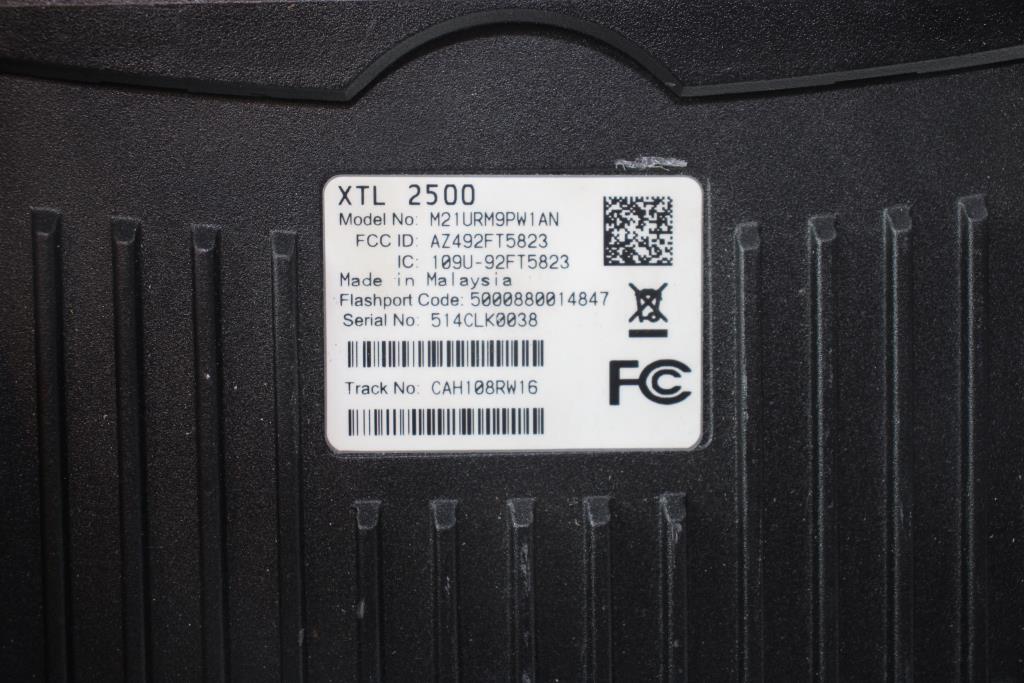 XTL 2500
Model No: M21URM9PW1AN
FCC ID: AZ492FT5823
IC: 109U-92FT5823
Made in Malaysia
Flashport Code: 5000880014847
Serial No: 514CLK0038
Track No: CAH108RW16
FC